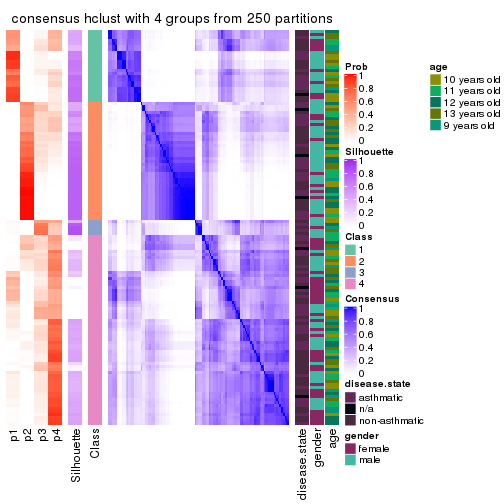 consensus hclust with 4 groups from 250 partitions
Prob
1
0.8
0.6
0.4
0.2
0
Silhouette
1
0.8
0.6
0.4
0.2
0
Class
1
2
3
4
Consensus
1
0.8
0.6
0.4
0.2
0
disease.state
asthmatic
n/a
non-asthmatic
gender
female
male
age
10 years old
11 years old
12 years old
13 years old
9 years old
p1
p2
p3
p4
Silhouette
Class
disease.state
gender
age